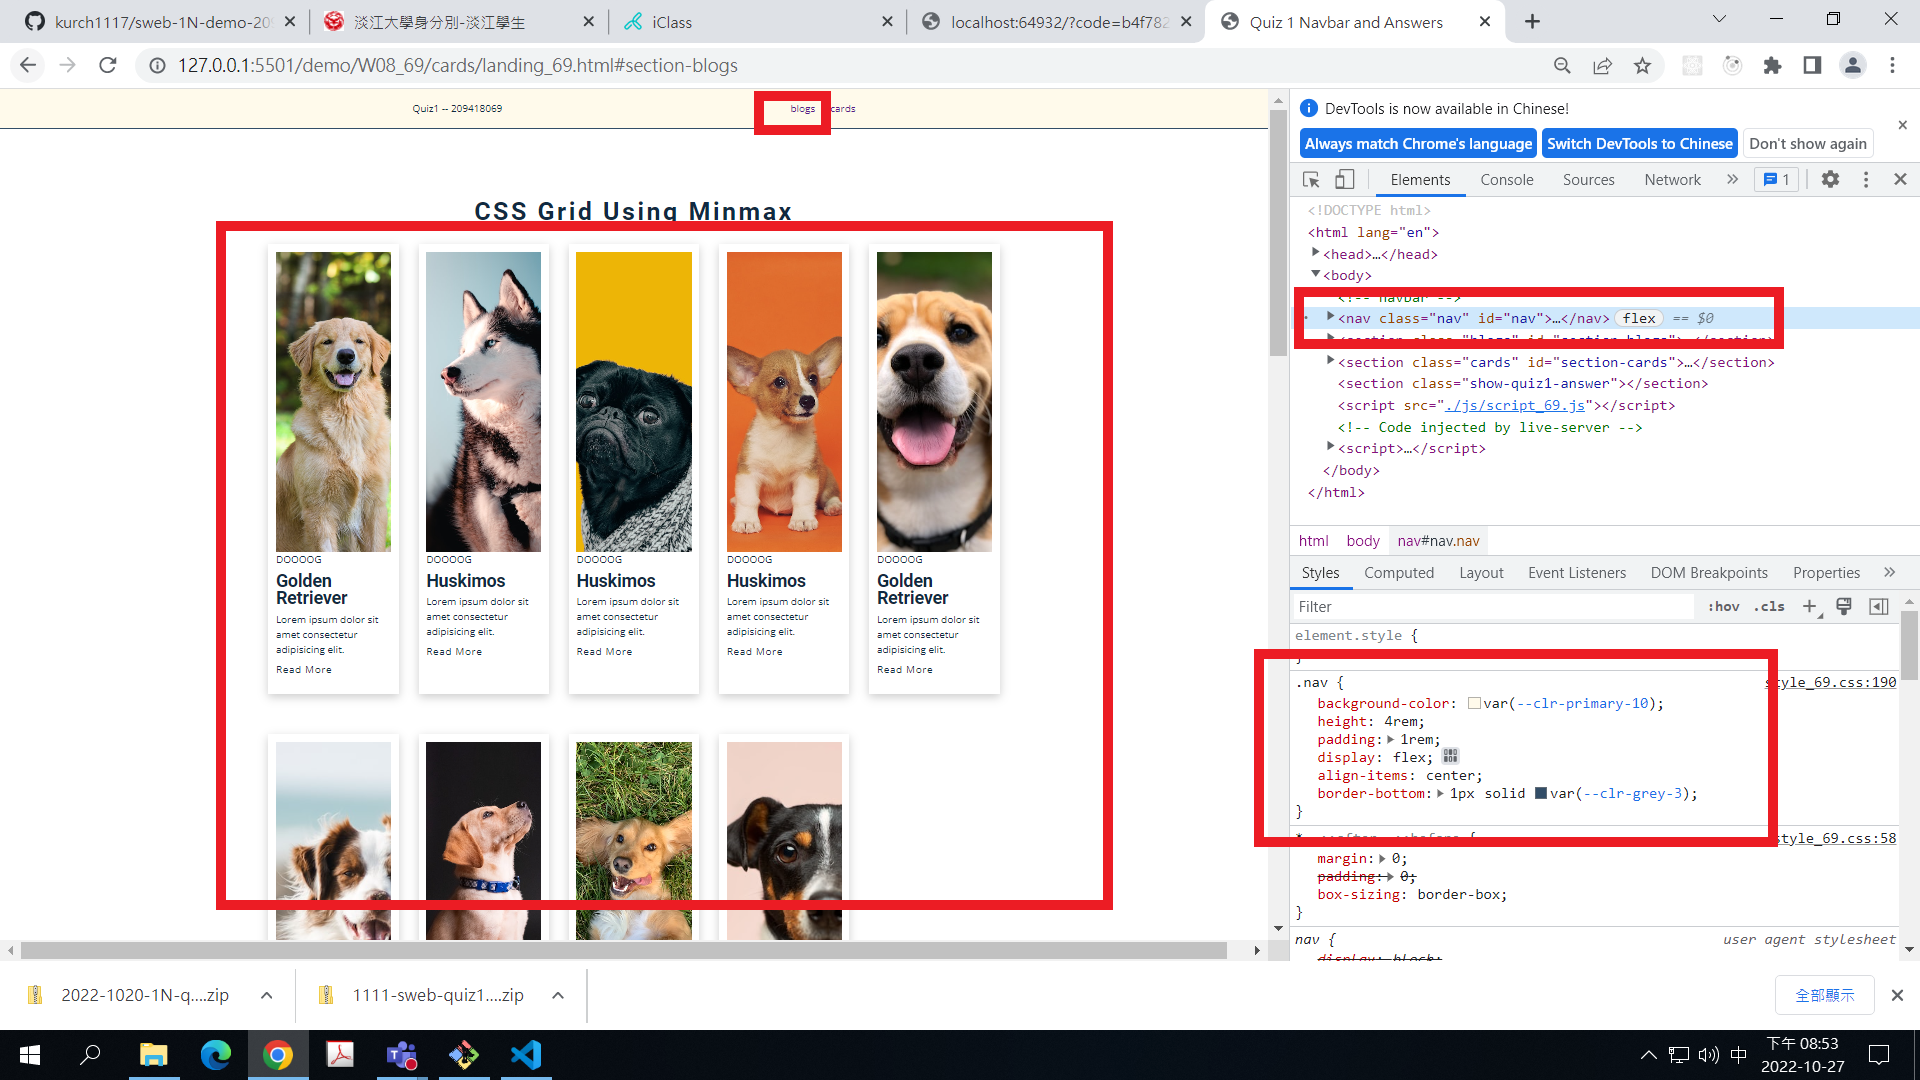 kurch1117/sweb-1N-demo-209
淡江大學身分別-淡江學生
iClass
localhost:64932/?code=b4f782
Quiz 1 Navbar and Answers
127.0.0.1:5501/demo/W08_69/cards/landing_69.html#section-blogs
Quiz1 -- 209418069
blogs
cards
CSS Grid Using Minmax
DOOOOG
Golden
Retriever
Lorem ipsum dolor sit
amet consectetur
adipisicing elit.
Read More
DOOOOG
Huskimos
Lorem ipsum dolor sit
amet consectetur
adipisicing elit.
Read More
DOOOOG
Huskimos
Lorem ipsum dolor sit
amet consectetur
adipisicing elit.
Read More
DOOOOG
Huskimos
Lorem ipsum dolor sit
amet consectetur
adipisicing elit.
Read More
DOOOOG
Golden
Retriever
Lorem ipsum dolor sit
amet consectetur
adipisicing elit.
Read More
DevTools is now available in Chinese!
Always match Chrome's language
Switch DevTools to Chinese
Don't show again
Elements
Console
Sources
Network
1
<!DOCTYPE html>
<html lang="en">
<head>…</head>
<body>
<!-- navbar -->
<nav class="nav" id="nav">…</nav> flex == $0
<section class="blogs" id="section-blogs">…</section>
<section class="cards" id="section-cards">…</section>
<section class="show-quiz1-answer"></section>
<script src="./js/script_69.js"></script>
<!-- Code injected by live-server -->
<script>…</script>
</body>
</html>
html
body
nav#nav.nav
Styles
Computed
Layout
Event Listeners
DOM Breakpoints
Properties
Filter
:hov
.cls
element.style {
}
.nav {
style_69.css:190
background-color: var(--clr-primary-10);
height: 4rem;
padding: 1rem;
display: flex;
align-items: center;
border-bottom: 1px solid var(--clr-grey-3);
}
*, ::after, ::before {
style_69.css:58
margin: 0;
padding: 0;
box-sizing: border-box;
}
nav {
user agent stylesheet
display: block;
2022-1020-1N-q....zip
1111-sweb-quiz1....zip
全部顯示
中
下午 08:53
2022-10-27